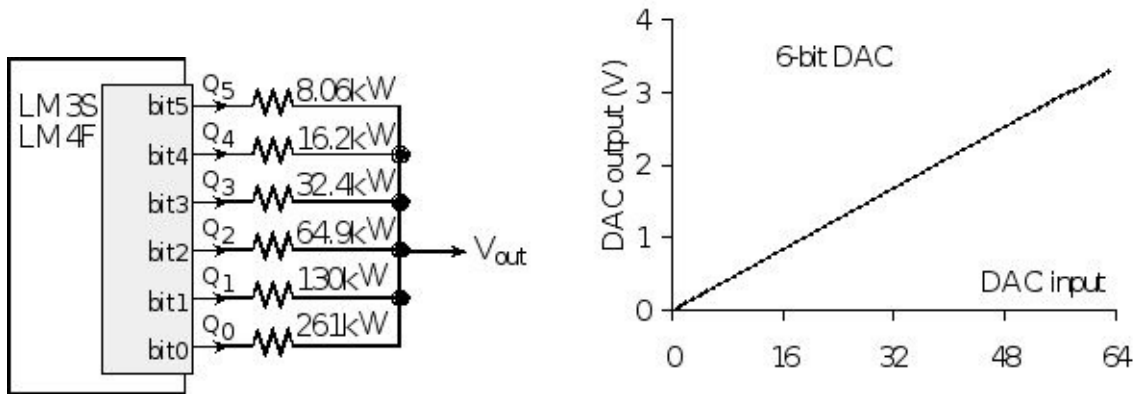 LM3S
LM4F
bit5
Q5
8.06kW
bit4
Q4
16.2kW
bit3
Q3
32.4kW
bit2
Q2
64.9kW
bit1
Q1
130kW
bit0
Q0
261kW
Vout
6-bit DAC
DAC output (V)
4
3
2
1
0
DAC input
0
16
32
48
64